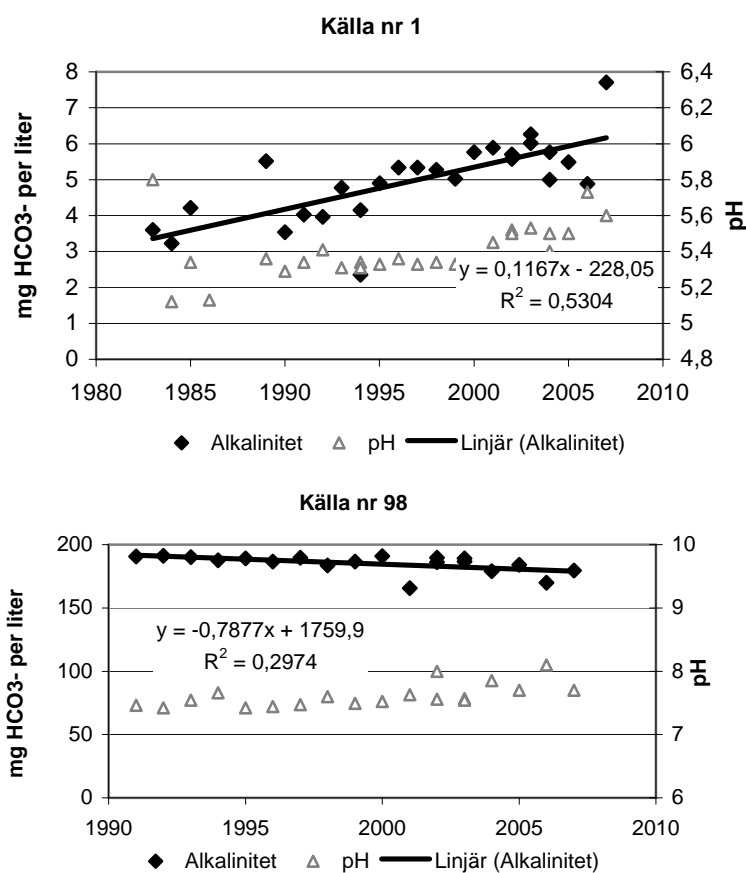 Källa nr 1
mg HCO3- per liter
0
1
2
3
4
5
6
7
8
4,8
5
5,2
5,4
5,6
5,8
6
6,2
6,4
pH
y = 0,1167x - 228,05
R² = 0,5304
1980 1985 1990 1995 2000 2005 2010
Alkalinitet pH Linjär (Alkalinitet)
Källa nr 98
mg HCO3- per liter
0
50
100
150
200
6
7
8
9
10
pH
y = -0,7877x + 1759,9
R² = 0,2974
1990 1995 2000 2005 2010
Alkalinitet pH Linjär (Alkalinitet)